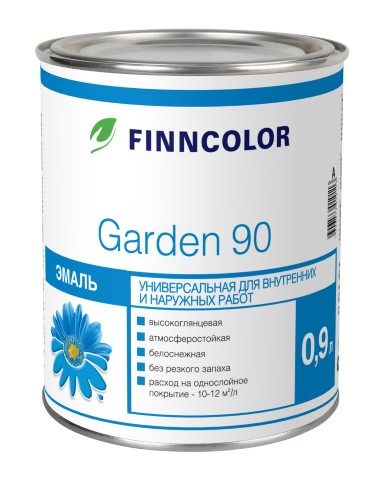 FINNCOLOR
Garden 90
ЭМАЛЬ
УНИВЕРСАЛЬНАЯ ДЛЯ ВНУТРЕННИХ
И НАРУЖНЫХ РАБОТ
высокоглянцевая
атмосферостойкая
белоснежная
без резкого запаха
расход на однослойное
покрытие - 10-12 м²/л
0,9л
A